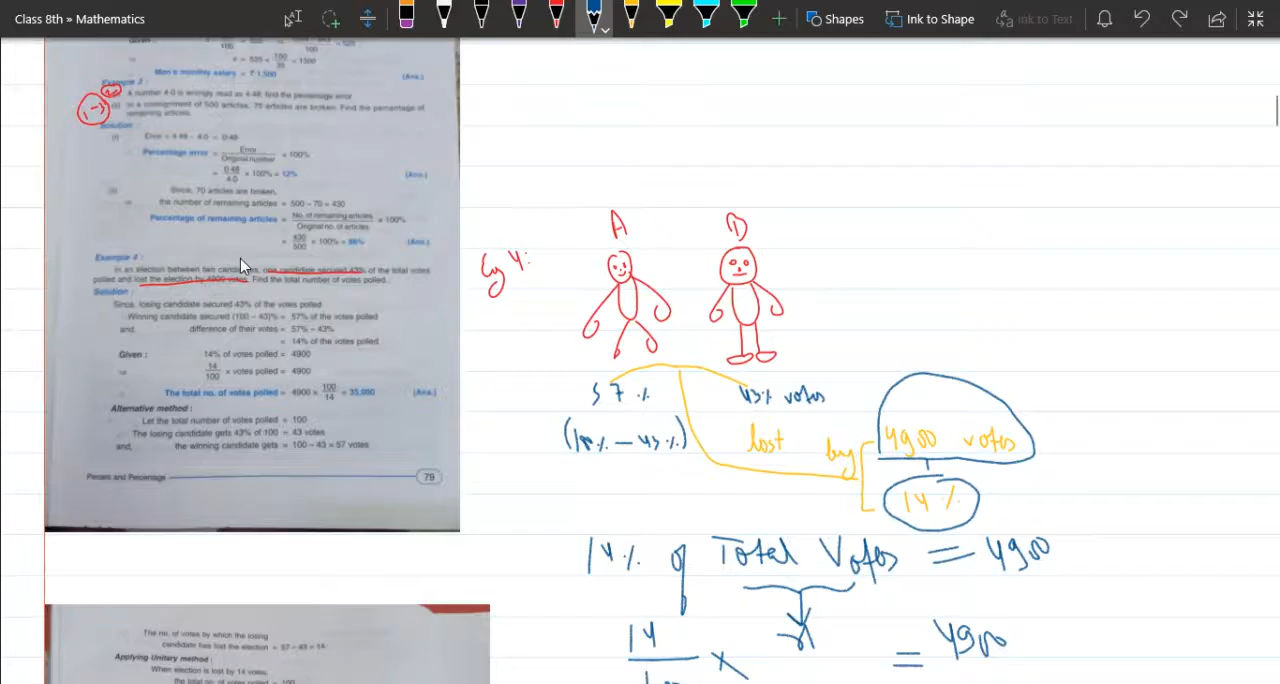 Class 8th » Mathematics
Shapes
Ink to Shape
Ink to Text
Man's monthly salary = ₹ 1,500 (Ans.)
Example 3 :
A number 4.0 is wrongly read as 4.48, find the percentage error.
(ii) In a consignment of 500 articles, 70 articles are broken. Find the percentage of
remaining articles.
Solution :
(i) Error = 4.48 – 4.0 = 0.48
Percentage error = Error / Original number × 100%
= 0.48 / 4.0 × 100% = 12% (Ans.)
(ii) Since, 70 articles are broken,
the number of remaining articles = 500 – 70 = 430
Percentage of remaining articles = No. of remaining articles / Original no. of articles × 100%
= 430 / 500 × 100% = 86% (Ans.)
Example 4 :
In an election between two candidates, one candidate secured 43% of the total votes
polled and lost the election by 4900 votes. Find the total number of votes polled.
Solution :
Since, losing candidate secured 43% of the votes polled
Winning candidate secured (100 – 43)% = 57% of the votes polled
and, difference of their votes = 57% – 43%
= 14% of the votes polled
Given : 14% of votes polled = 4900
⇒ 14/100 × votes polled = 4900
The total no. of votes polled = 4900 × 100/14 = 35,000 (Ans.)
Alternative method :
Let the total number of votes polled = 100
The losing candidate gets 43% of 100 = 43 votes
and, the winning candidate gets = 100 – 43 = 57 votes
Percent and Percentage
79
The no. of votes by which the losing
candidate has lost the election = 57 – 43 = 14
Applying Unitary method :
When election is lost by 14 votes,
the total no. of votes polled = 100
Eg 4:
A
57 % 43% votes
(100% – 43%) lost by 4900 votes
14 %
14% of Total Votes = 4900
14
× x = 4900